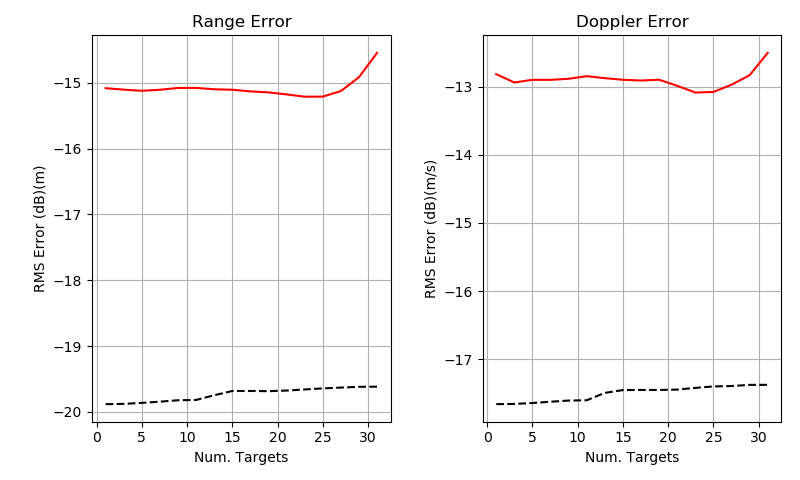 Range Error
Doppler Error
RMS Error (dB)(m)
−15
−16
−17
−18
−19
−20
0 5 10 15 20 25 30
Num. Targets
RMS Error (dB)(m/s)
−13
−14
−15
−16
−17
0 5 10 15 20 25 30
Num. Targets